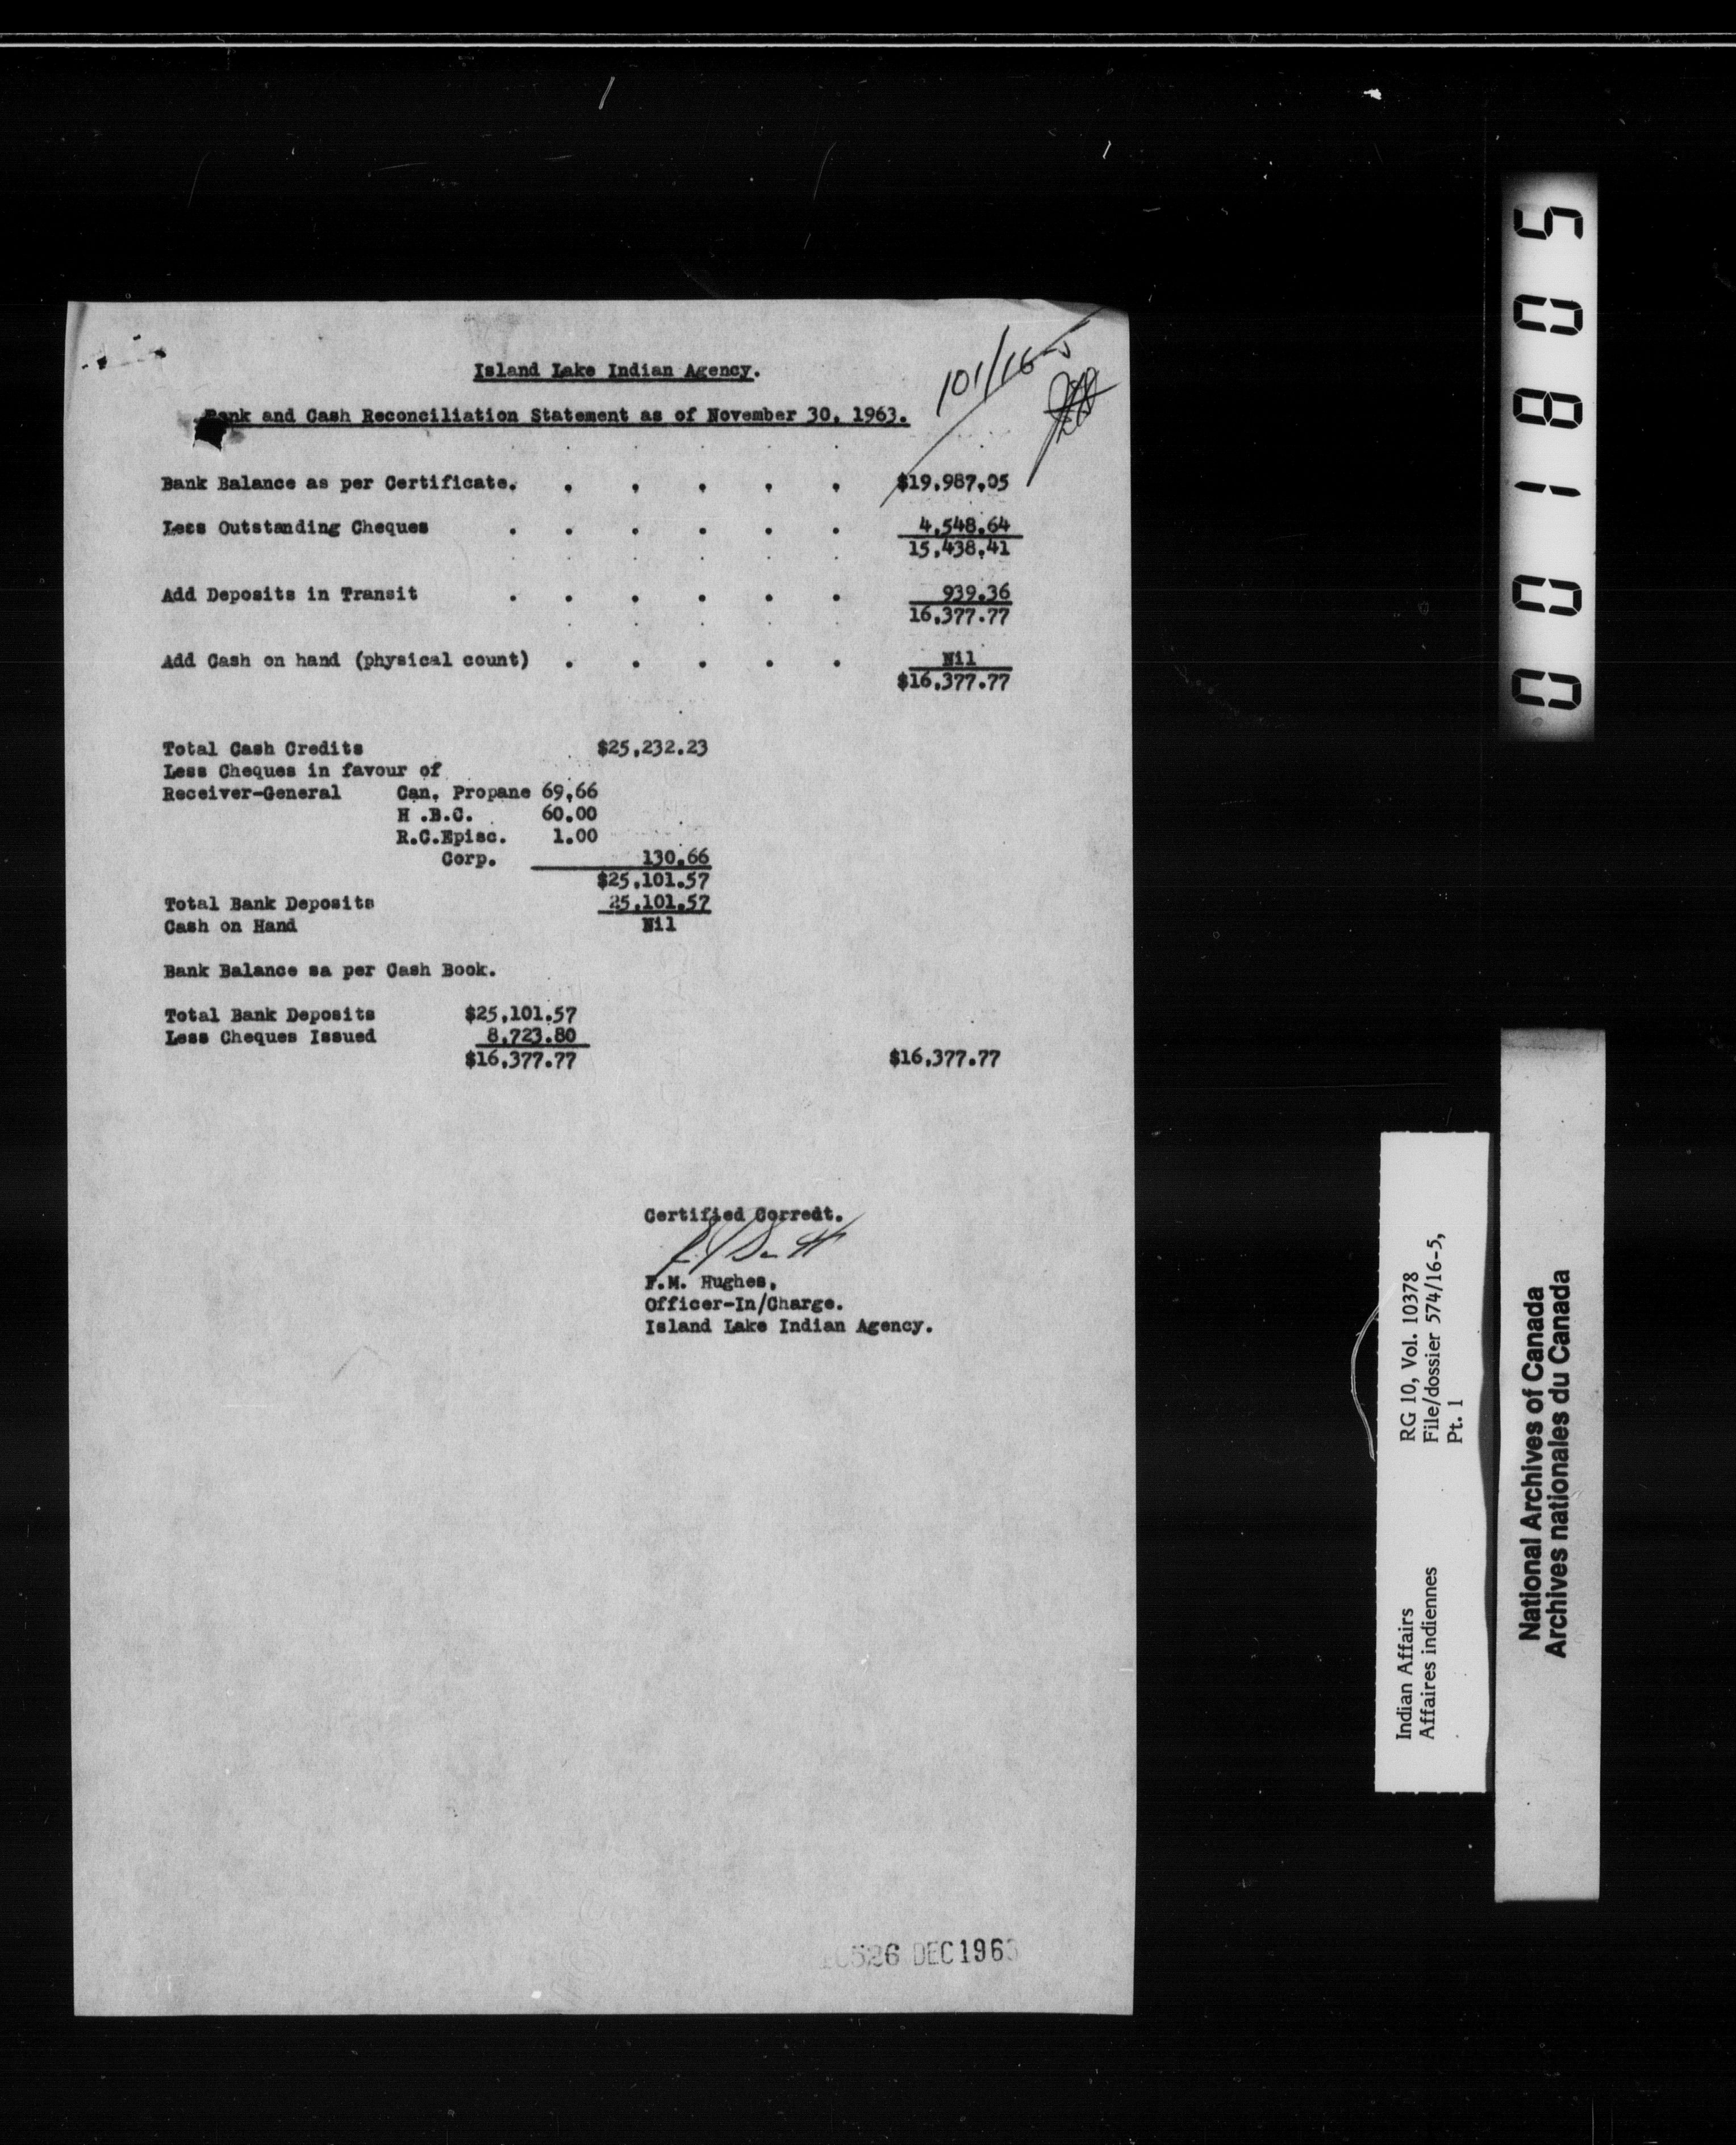 Island Lake Indian Agency.
101/16-5
Bank and Cash Reconciliation Statement as of November 30, 1963.
Bank Balance as per Certificate. . . . . . $19,987.05
Less Outstanding Cheques . . . . . . 4,548.64
15,438.41
Add Deposits in Transit . . . . . . 939.36
16,377.77
Add Cash on hand (physical count) . . . . . Nil
$16,377.77
Total Cash Credits $25,232.23
Less Cheques in favour of
Receiver-General Can. Propane 69.66
H .B.C. 60.00
R.C.Episc. 1.00
Corp. 130.66
$25,101.57
Total Bank Deposits 25,101.57
Cash on Hand Nil
Bank Balance sa per Cash Book.
Total Bank Deposits $25,101.57
Less Cheques Issued 8,723.80
$16,377.77 $16,377.77
Certified Corredt.
F.M. Hughes,
Officer-In/Charge.
Island Lake Indian Agency.
26 DEC 1963
001805
Indian Affairs RG 10, Vol. 10378
Affaires indiennes File/dossier 574/16-5,
Pt. 1
National Archives of Canada
Archives nationales du Canada